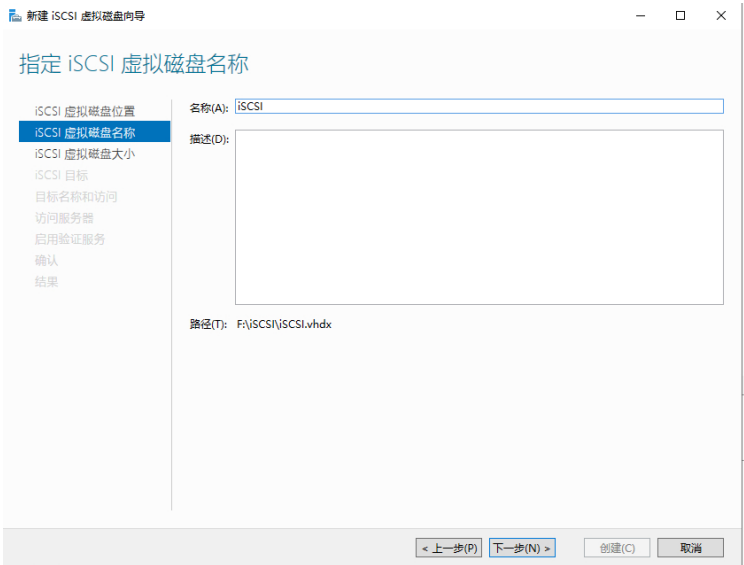 新建 iSCSI 虚拟磁盘向导
指定 iSCSI 虚拟磁盘名称
iSCSI 虚拟磁盘位置
iSCSI 虚拟磁盘名称
iSCSI 虚拟磁盘大小
iSCSI 目标
目标名称和访问
访问服务器
启用验证服务
确认
结果
名称(A): iSCSI
描述(D):
路径(T): F:\iSCSI\iSCSI.vhdx
< 上一步(P) 下一步(N) > 创建(C) 取消